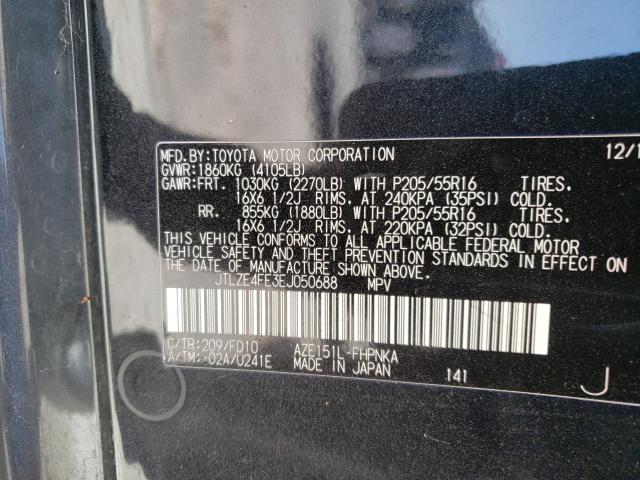 MFD.BY:TOYOTA MOTOR CORPORATION 12/1
GVWR:1860KG (4105LB)
GAWR:FRT. 1030KG (2270LB) WITH P205/55R16 TIRES.
16X6 1/2J RIMS. AT 240KPA (35PSI) COLD.
RR. 855KG (1880LB) WITH P205/55R16 TIRES.
16X6 1/2J RIMS. AT 220KPA (32PSI) COLD.
THIS VEHICLE CONFORMS TO ALL APPLICABLE FEDERAL MOTOR
VEHICLE SAFETY AND THEFT PREVENTION STANDARDS IN EFFECT ON
THE DATE OF MANUFACTURE SHOWN ABOVE.
JTLZE4FE3EJ050688 MPV
C/TR:209/FD10 AZE151L-FHPNKA
A/TM:-02A/U241E MADE IN JAPAN 141 J